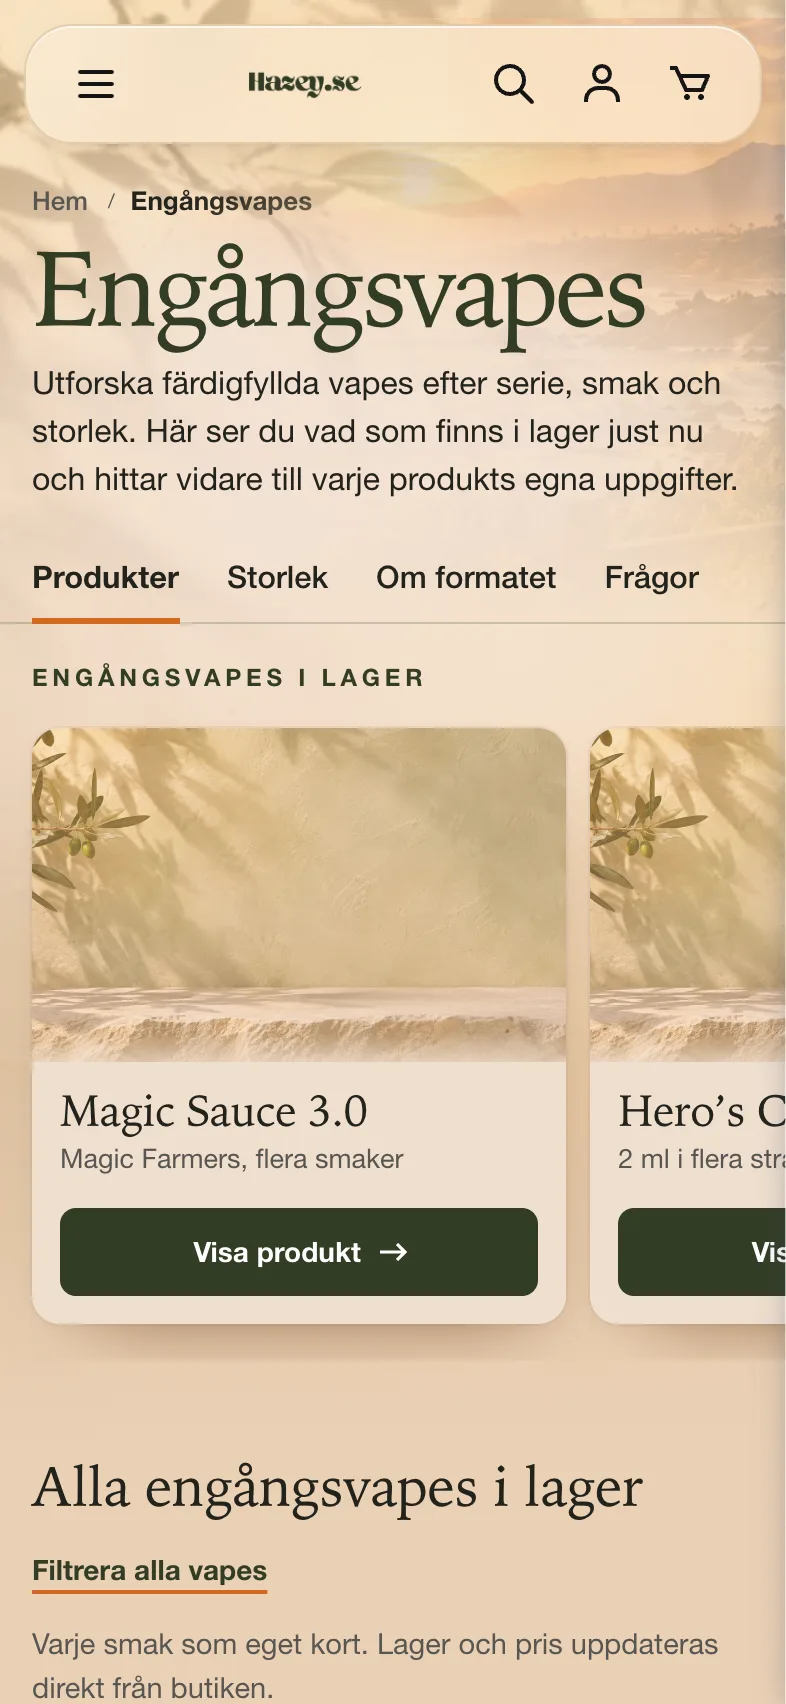 Hazey.se
Hem / Engångsvapes
Engångsvapes
Utforska färdigfyllda vapes efter serie, smak och
storlek. Här ser du vad som finns i lager just nu
och hittar vidare till varje produkts egna uppgifter.
Produkter Storlek Om formatet Frågor
ENGÅNGSVAPES I LAGER
Magic Sauce 3.0
Magic Farmers, flera smaker
Visa produkt →
Hero’s C
2 ml i flera stra
Vis
Alla engångsvapes i lager
Filtrera alla vapes
Varje smak som eget kort. Lager och pris uppdateras
direkt från butiken.